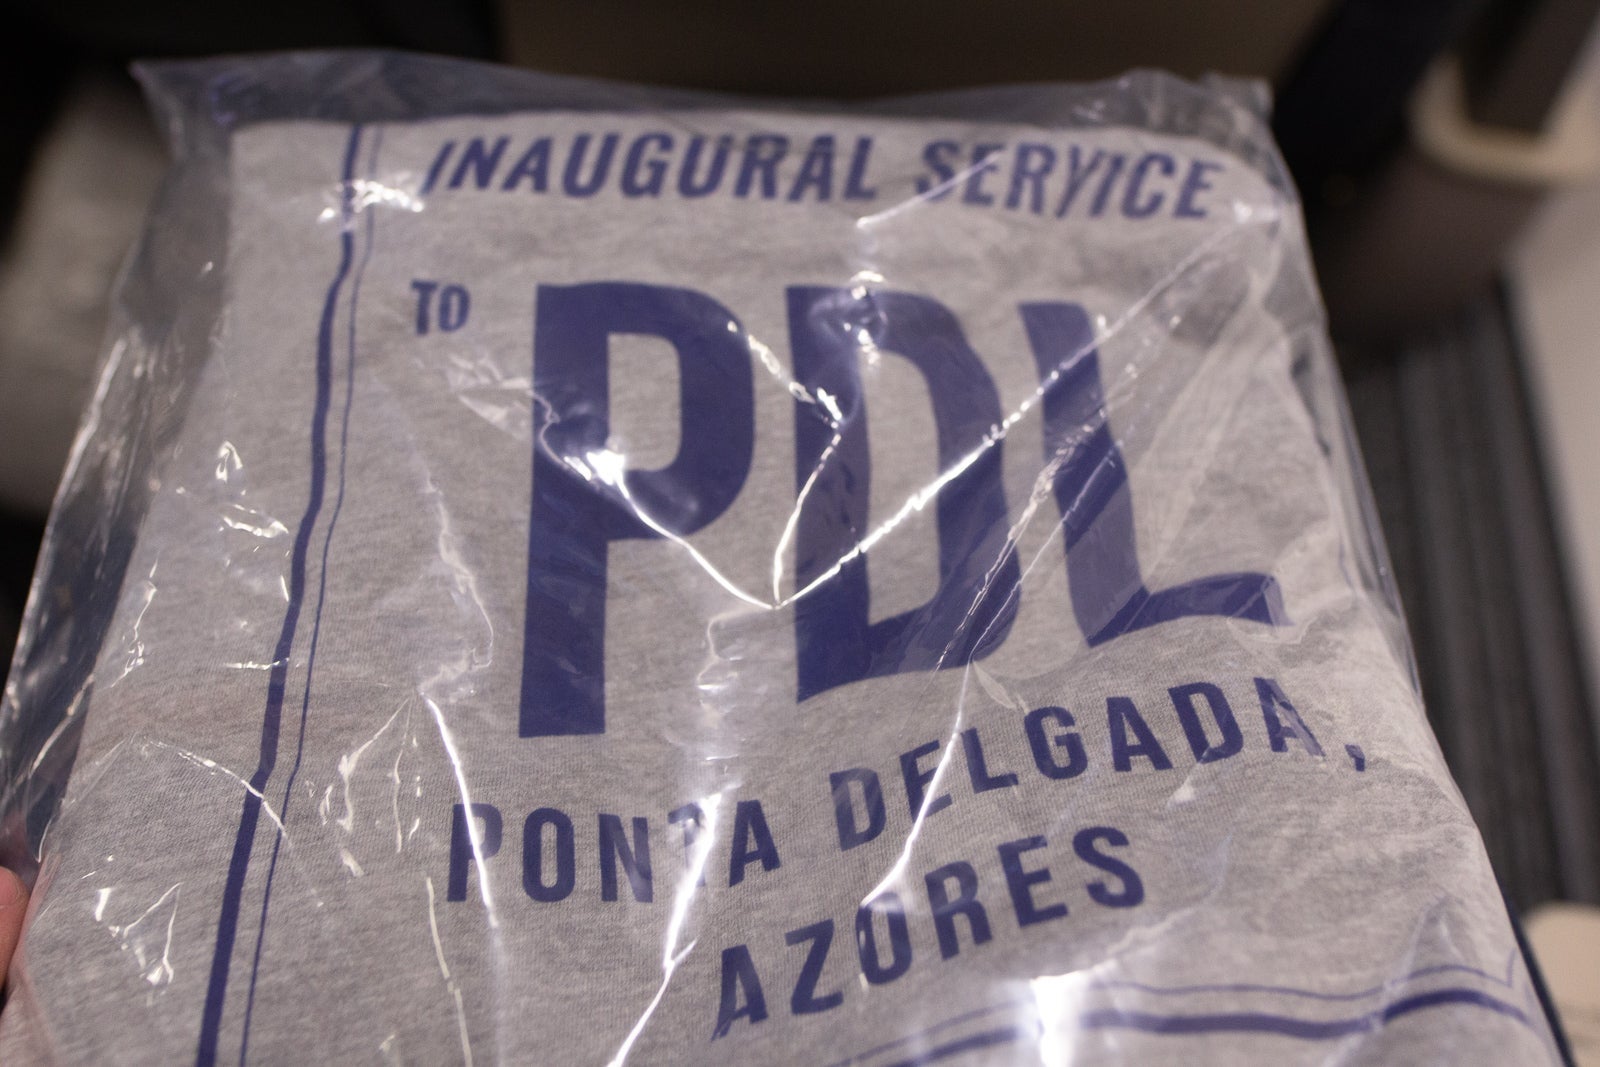 INAUGURAL SERVICE
TO PDL
PONTA DELGADA,
AZORES